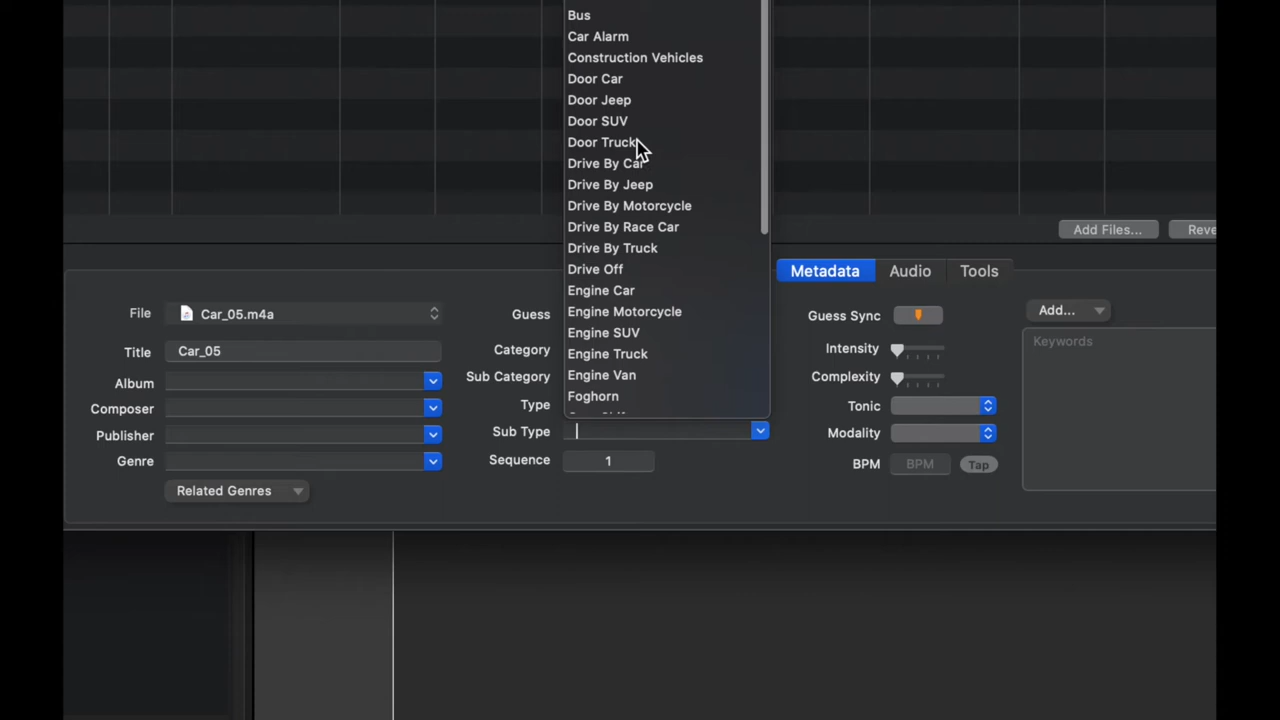 Bus
Car Alarm
Construction Vehicles
Door Car
Door Jeep
Door SUV
Door Truck
Drive By Car
Drive By Jeep
Drive By Motorcycle
Drive By Race Car
Drive By Truck
Drive Off
Engine Car
Engine Motorcycle
Engine SUV
Engine Truck
Engine Van
Foghorn
Add Files...
Metadata
Audio
Tools
File
Car_05.m4a
Title
Car_05
Album
Composer
Publisher
Genre
Related Genres
Guess
Category
Sub Category
Type
Sub Type
Sequence
1
Guess Sync
Intensity
Complexity
Tonic
Modality
BPM
BPM
Tap
Add...
Keywords